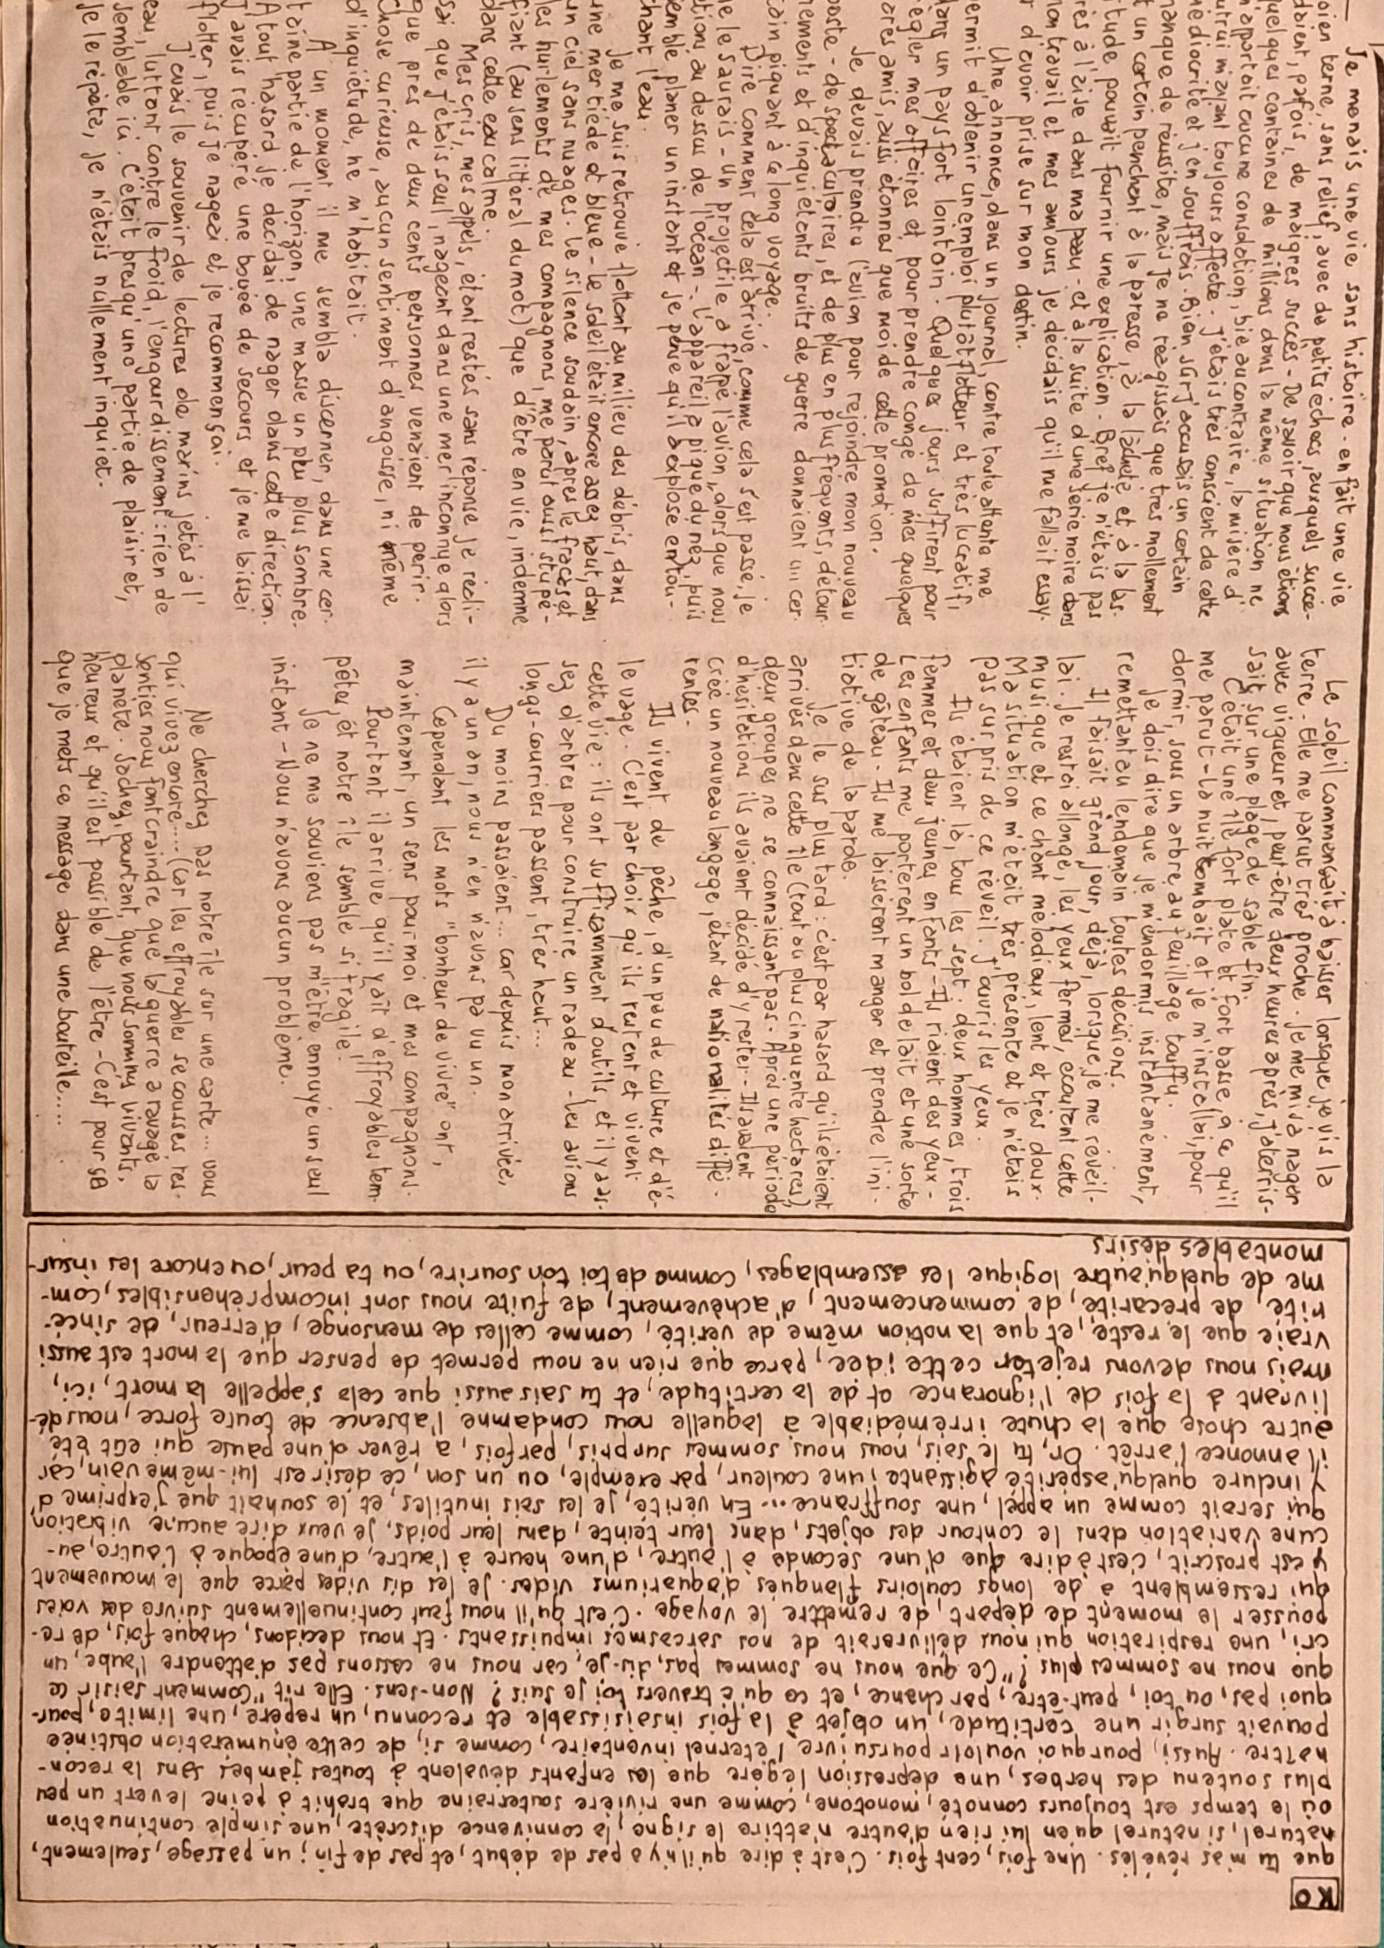 Je menais une vie sans histoire - en fait une vie
bien terne, sans relief, avec de petits échecs, auxquels succé-
daient, parfois, de maigres succès - De savoir que nous étions
quelques centaines de millions dans la même situation ne
m'apportait aucune consolation, bien au contraire, la misère d'
autrui m'ayant toujours affecté. J'étais très conscient de cette
médiocrité et j'en souffrais. Bien sûr j'accusais un certain
manque de réussite, mais je ne réagissais que très mollement
et un certain penchant à la paresse, à la lâcheté et à la las-
situde, pouvait fournir une explication - Bref je n'étais pas
très à l'aise dans ma peau - et à la suite d'une série noire dans
mon travail et mes amours je décidais qu'il me fallait essay-
r d'avoir prise sur mon destin.
Une annonce, dans un journal, contre toute attente me
permit d'obtenir un emploi plutôt flatteur et très lucratif,
dans un pays fort lointain. Quelques jours suffirent pour
régler mes affaires et pour prendre congé de mes quelques
rares amis, aussi étonnés que moi de cette promotion.
Je devais prendre l'avion pour rejoindre mon nouveau
poste - de spectaculaires, et de plus en plus fréquents, détour-
nements et d'inquiétants bruits de guerre donnaient un cer-
tain piquant à ce long voyage.
Dire comment cela est arrivé, comme cela s'est passé, je
ne le saurais - Un projectile a frappé l'avion, alors que nous
étions au dessus de l'océan - l'appareil a piqué du nez, puis
semble planer un instant et je pense qu'il a explosé en tou-
chant l'eau.
Je me suis retrouvé flottant au milieu des débris, dans
une mer tiède et bleue - le soleil était encore assez haut, dans
un ciel sans nuages. Le silence soudain, après le fracas et
les hurlements de mes compagnons, me parut aussi stupé-
fiant (au sens littéral du mot) que d'être en vie, indemne
dans cette eau calme.
Mes cris, mes appels, étant restés sans réponse je réali-
sai que j'étais seul, nageant dans une mer inconnue alors
que près de deux cents personnes venaient de périr.
Chose curieuse, aucun sentiment d'angoisse, ni même
d'inquiétude, ne m'habitait.
A un moment il me sembla discerner, dans une cer-
taine partie de l'horizon, une masse un peu plus sombre.
A tout hasard je décidai de nager dans cette direction.
J'avais récupéré une bouée de secours et je me laissai
flotter, puis je nageai et je recommençai.
J'avais le souvenir de lectures de marins jetés à l'
eau, luttant contre le froid, l'engourdissement : rien de
semblable ici. C'était presqu'une partie de plaisir et,
je le répète, je n'étais nullement inquiet.
Le soleil commençait à baisser lorsque je vis la
terre - Elle me parut très proche. Je me mis à nager
avec vigueur et, peut-être deux heures après, j'atteris-
sait sur une plage de sable fin.
C'était une île fort plate et fort basse, à ce qu'il
me parut - la nuit tombait et je m'installai, pour
dormir, sous un arbre, au feuillage touffu.
Je dois dire que je m'endormis instantanément,
remettant au lendemain toutes décisions.
Il faisait grand jour, déjà, lorsque je me réveil-
lai. Je restai allongé, les yeux fermés, écoutant cette
musique et ce chant mélodieux, lent et très doux.
Ma situation m'était très présente et je n'étais
pas surpris de ce réveil. J'ouvris les yeux.
Ils étaient là, tous les sept : deux hommes, trois
femmes et deux jeunes enfants - Ils riaient des yeux -
Les enfants me portèrent un bol de lait et une sorte
de gâteau. Ils me laissèrent manger et prendre l'ini-
tiative de la parole.
Je le sus plus tard : c'est par hasard qu'ils étaient
arrivés dans cette île (tout au plus cinquante hectares),
deux groupes ne se connaissant pas. Après une période
d'hésitations ils avaient décidé d'y rester - Ils avaient
créé un nouveau langage, étant de nationalités diffé-
rentes.
Ils vivent de pêche, d'un peu de culture et d'é-
levage. C'est par choix qu'ils restent et vivent
cette vie : ils ont suffisamment d'outils, et il y a as-
sez d'arbres pour construire un radeau - les avions
longs-courriers passent, très haut...
Du moins passaient... car depuis mon arrivée,
il y a un an, nous n'en n'avons pas vu un.
Cependant les mots "bonheur de vivre" ont,
maintenant, un sens pour moi et mes compagnons.
Pourtant il arrive qu'il y ait d'effroyables tem-
pêtes, et notre île semble si fragile !
Je ne me souviens pas m'être ennuyé un seul
instant - Nous n'avons aucun problème.
Ne cherchez pas notre île sur une carte... vous
qui vivez encore... (car les effroyables secousses res-
senties nous font craindre que la guerre a ravagé la
planète. Sachez, pourtant, que nous sommes vivants,
heureux et qu'il est possible de l'être - C'est pour ça
que je mets ce message dans une bouteille....
KO
que tu m'as révélés. Une fois, cent fois. C'est à dire qu'il n'y a pas de début, et pas de fin ; un passage, seulement,
naturel, si naturel qu'en lui rien d'autre n'attire le signe, la connivence discrète, une simple continuation
où le temps est toujours connoté, monotone, comme une rivière souterraine que trahit à peine le vert un peu
plus soutenu des herbes, une dépression légère que les enfants dévalent à toutes jambes sans la recon-
naître. Aussi, pourquoi vouloir poursuivre l'éternel inventaire, comme si, de cette énumération obstinée
pouvait surgir une certitude, un objet à la fois insaisissable et reconnu, un repère, une limite, pour-
quoi pas, ou toi, peut-être, par chance, et ce qu'à travers toi je suis ? Non-sens. Elle rit "Comment saisir ce
que nous ne sommes plus ?" Ce que nous ne sommes pas, dis-je, car nous ne cessons pas d'attendre l'aube, un
cri, une respiration qui nous délivrerait de nos sarcasmes impuissants. Et nous décidons, chaque fois, de re-
pousser le moment de départ, de remettre le voyage. C'est qu'il nous faut continuellement suivre des voies
qui ressemblent à de longs couloirs flanqués d'aquariums vides. Je les dis vides parce que le mouvement
y est proscrit, c'est à dire que d'une seconde à l'autre, d'une heure à l'autre, d'une époque à l'autre, au-
cune variation dans le contour des objets, dans leur teinte, dans leur poids, je veux dire aucune vibration,
qui serait comme un appel, une souffrance... En vérité, je les sais inutiles, et le souhait que j'exprime d'
y inclure quelqu'aspérité agissante, une couleur, par exemple, ou un son, ce désir est lui-même vain, car
il annonce l'arrêt. Or, tu le sais, nous nous sommes surpris, parfois, à rêver d'une pause qui eût été
autre chose que la chute irrémédiable à laquelle nous condamne l'absence de toute force, nous dé-
livrant à la fois de l'ignorance et de la certitude, et tu sais aussi que cela s'appelle la mort, ici,
mais nous devons rejeter cette idée, parce que rien ne nous permet de penser que la mort est aussi
vraie que le reste, et que la notion même de vérité, comme celles de mensonge, d'erreur, de sincé-
rité, de précarité, de commencement, d'achèvement, de fuite nous sont incompréhensibles, com-
me de quelqu'autre logique les assemblages, comme de toi ton sourire, ou ta peur, ou encore les insur-
montables désirs